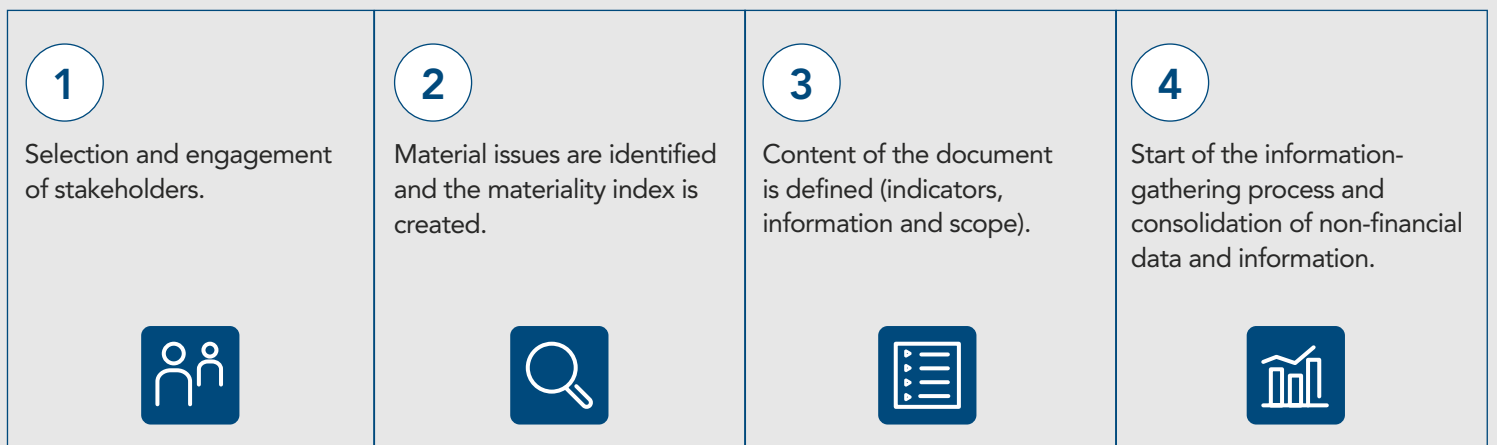 1
Selection and engagement
of stakeholders.
2
Material issues are identified
and the materiality index is
created.
3
Content of the document
is defined (indicators,
information and scope).
4
Start of the information-
gathering process and
consolidation of non-financial
data and information.